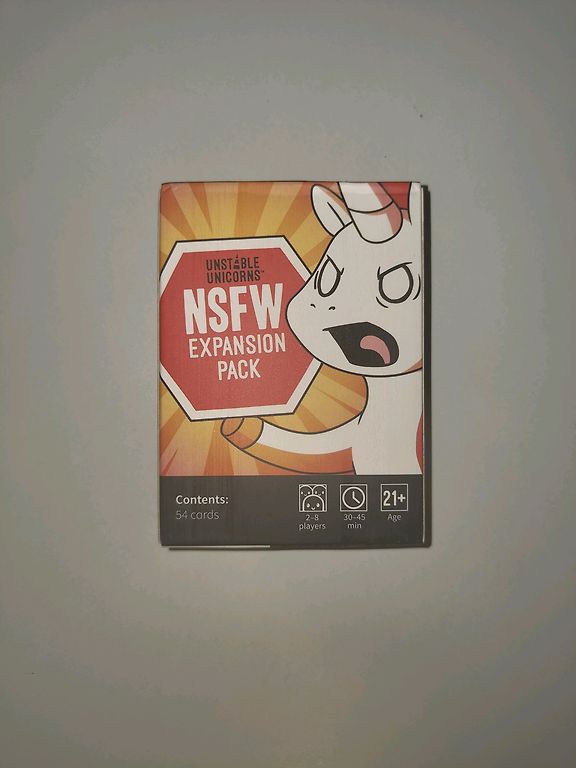 UNSTABLE
UNICORNS™
NSFW
EXPANSION
PACK
Contents:
54 cards
2–8
players
30–45
min
21+
Age